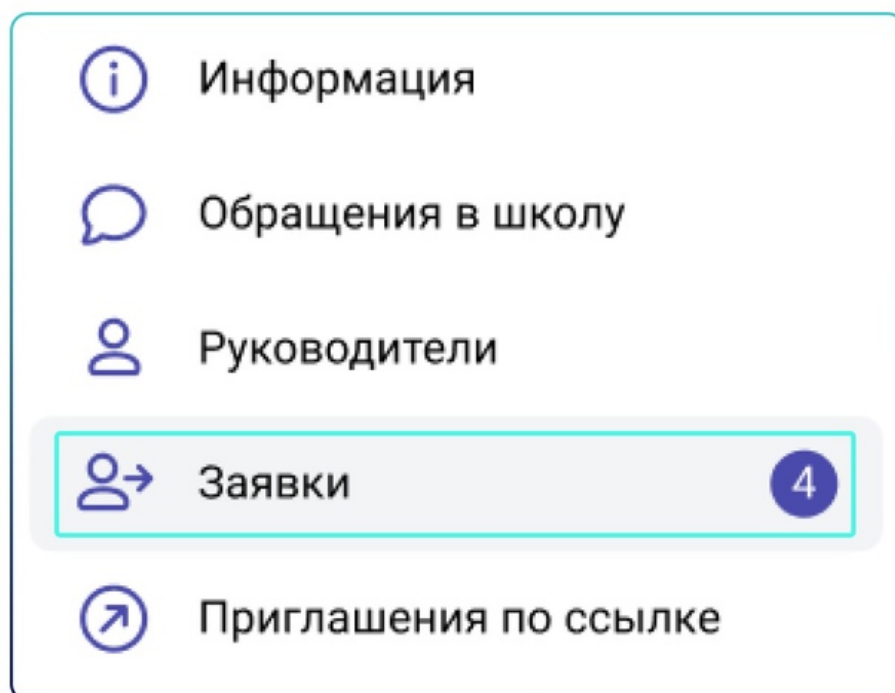 Информация
Обращения в школу
Руководители
Заявки 4
Приглашения по ссылке